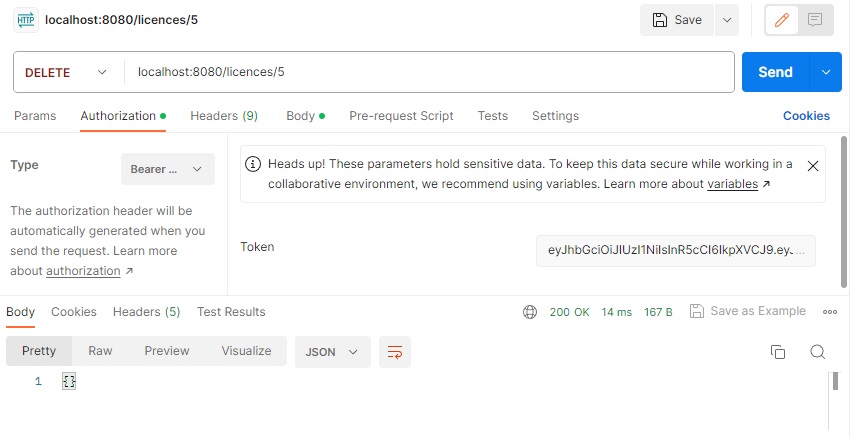 HTTP localhost:8080/licences/5 Save
DELETE localhost:8080/licences/5 Send
Params Authorization Headers (9) Body Pre-request Script Tests Settings Cookies
Type Bearer ...
The authorization header will be
automatically generated when you
send the request. Learn more
about authorization ↗
Heads up! These parameters hold sensitive data. To keep this data secure while working in a
collaborative environment, we recommend using variables. Learn more about variables ↗
Token eyJhbGciOiJIUzI1NiIsInR5cCI6IkpXVCJ9.eyJ...
Body Cookies Headers (5) Test Results 200 OK 14 ms 167 B Save as Example
Pretty Raw Preview Visualize JSON
1 {}